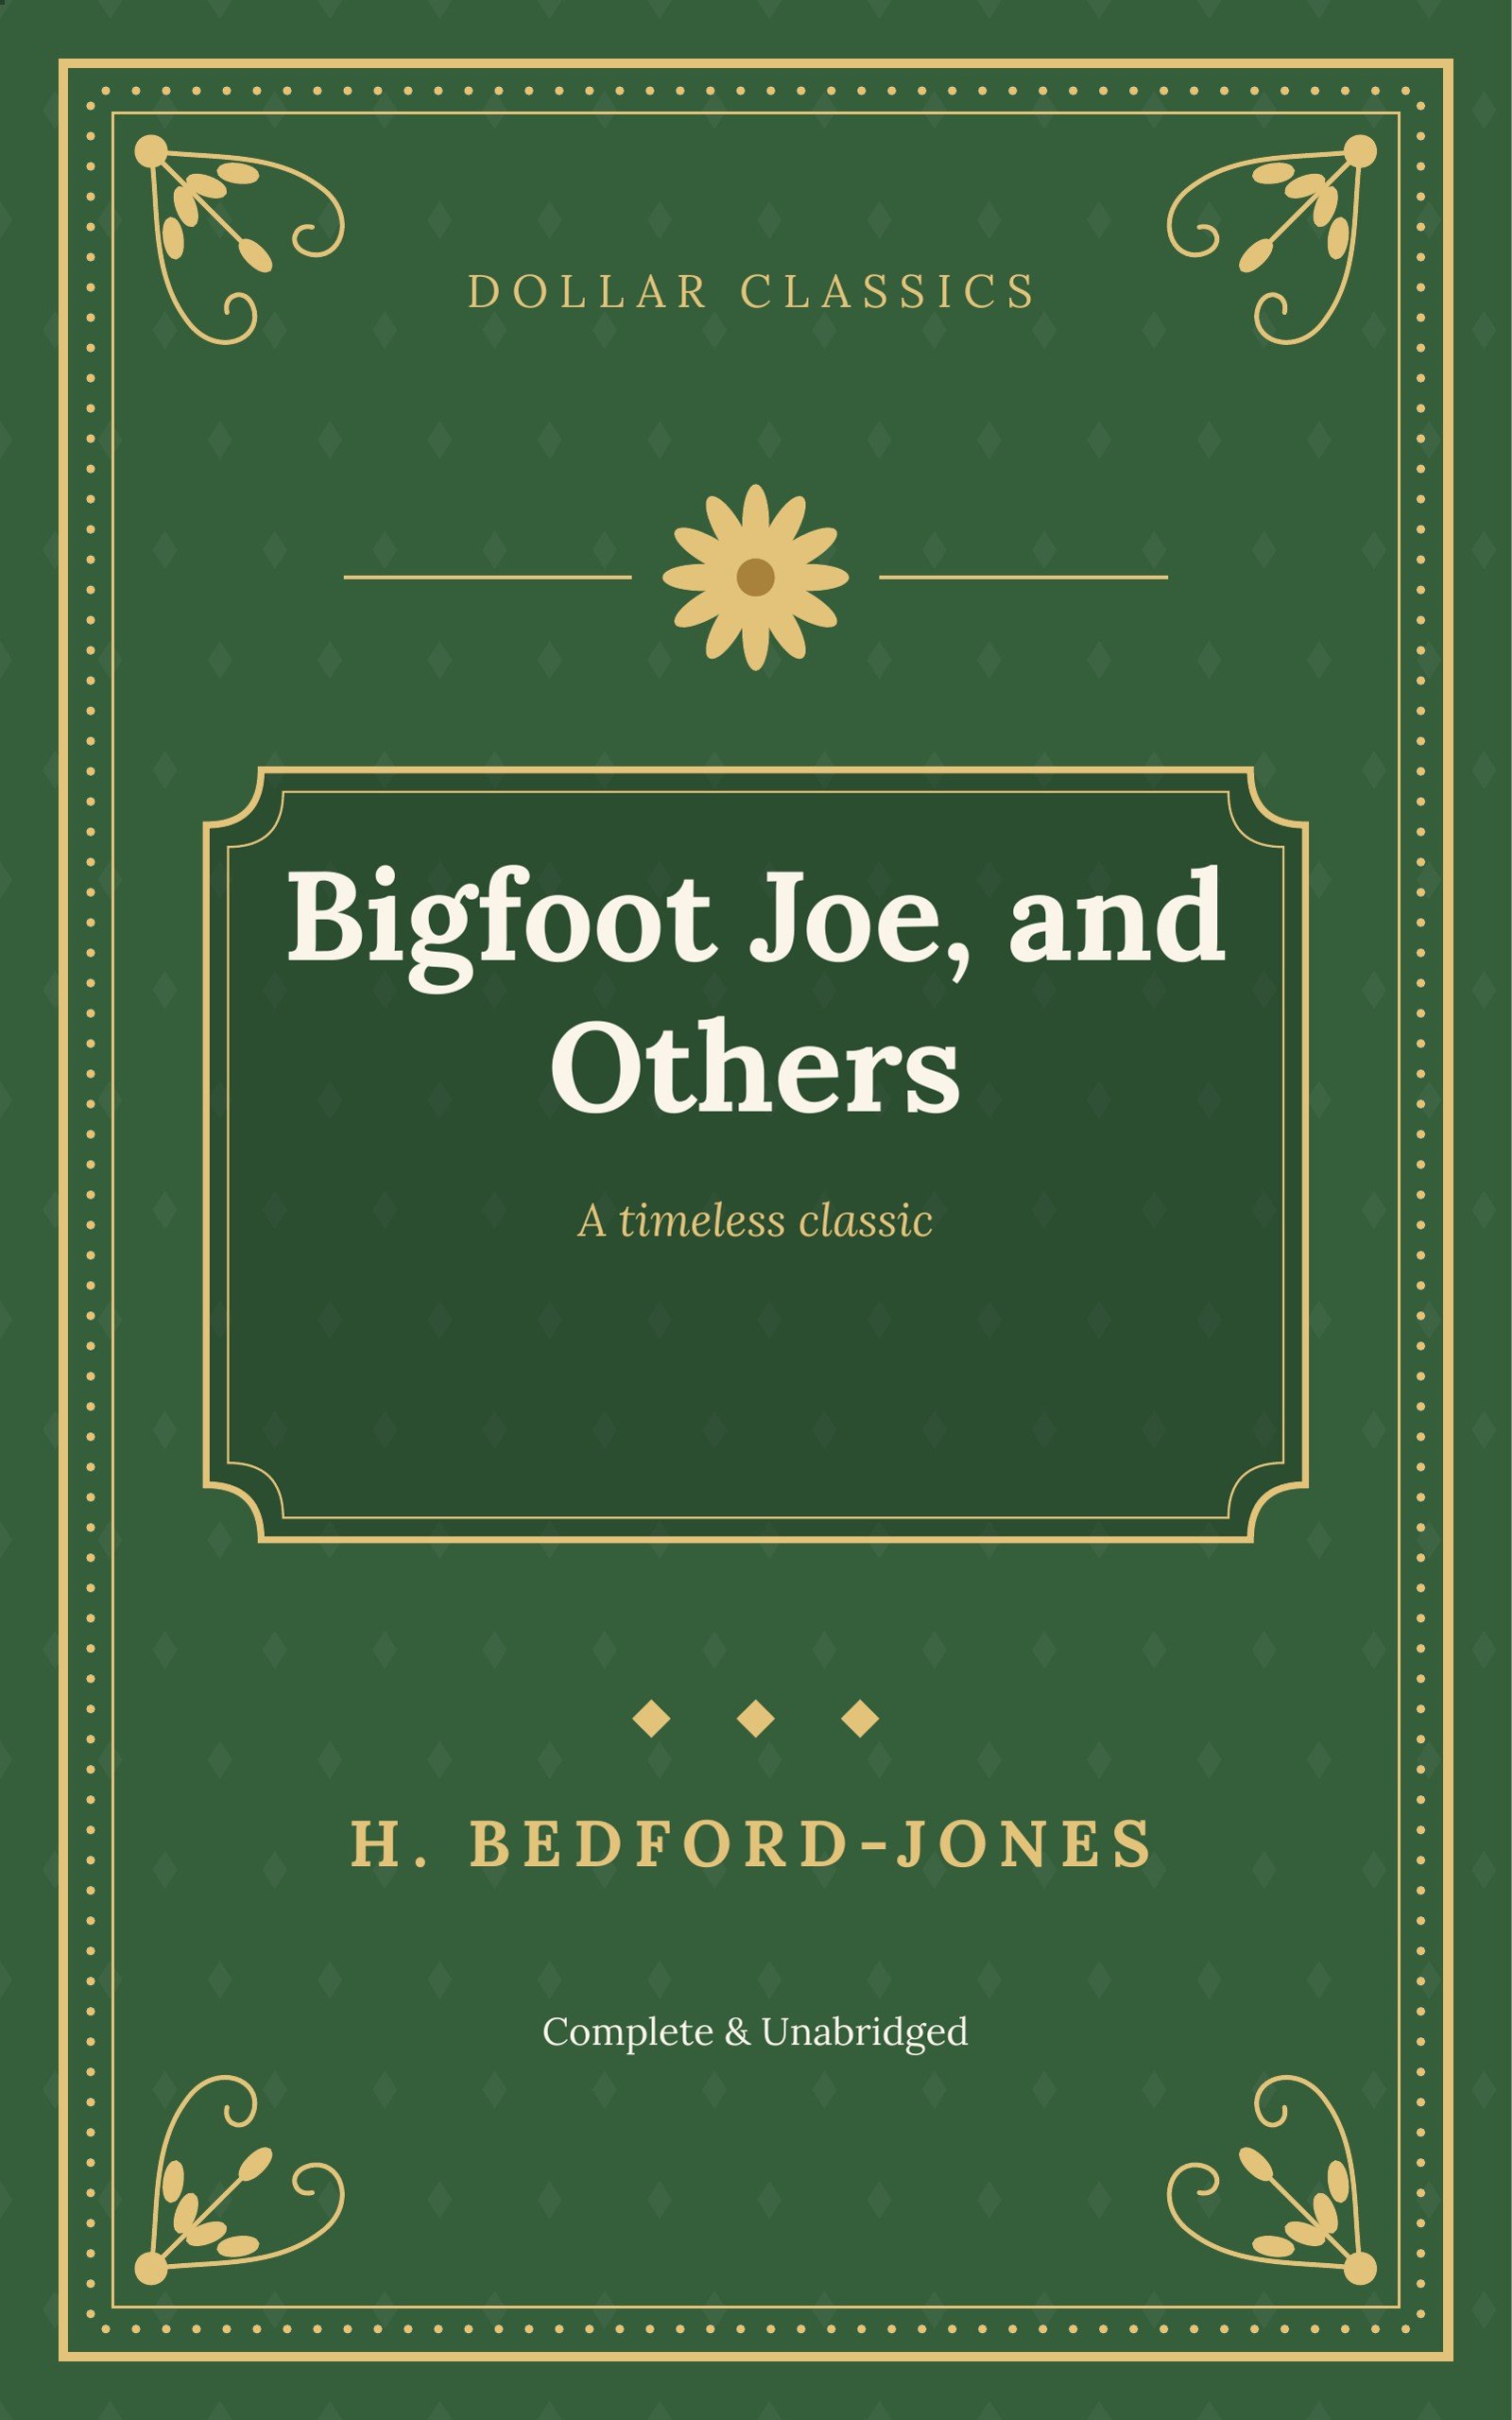 DOLLAR CLASSICS
Bigfoot Joe, and
Others
A timeless classic
H. BEDFORD-JONES
Complete & Unabridged